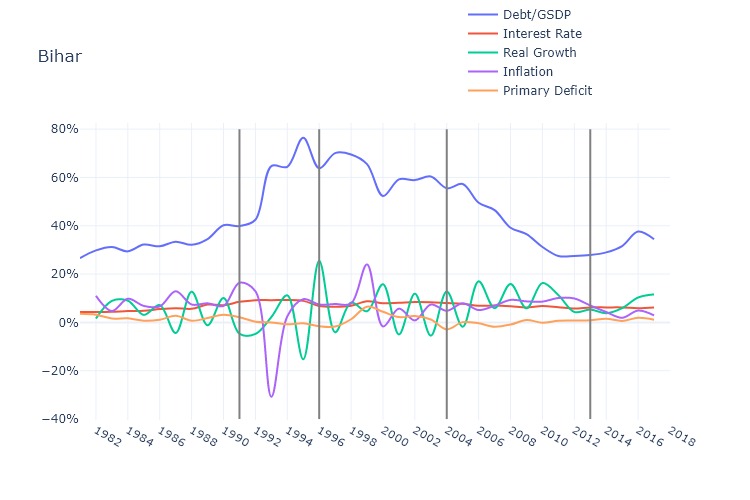 Debt/GSDP
Interest Rate
Real Growth
Inflation
Primary Deficit
Bihar
80%
60%
40%
20%
0%
−20%
−40%
1982 1984 1986 1988 1990 1992 1994 1996 1998 2000 2002 2004 2006 2008 2010 2012 2014 2016 2018